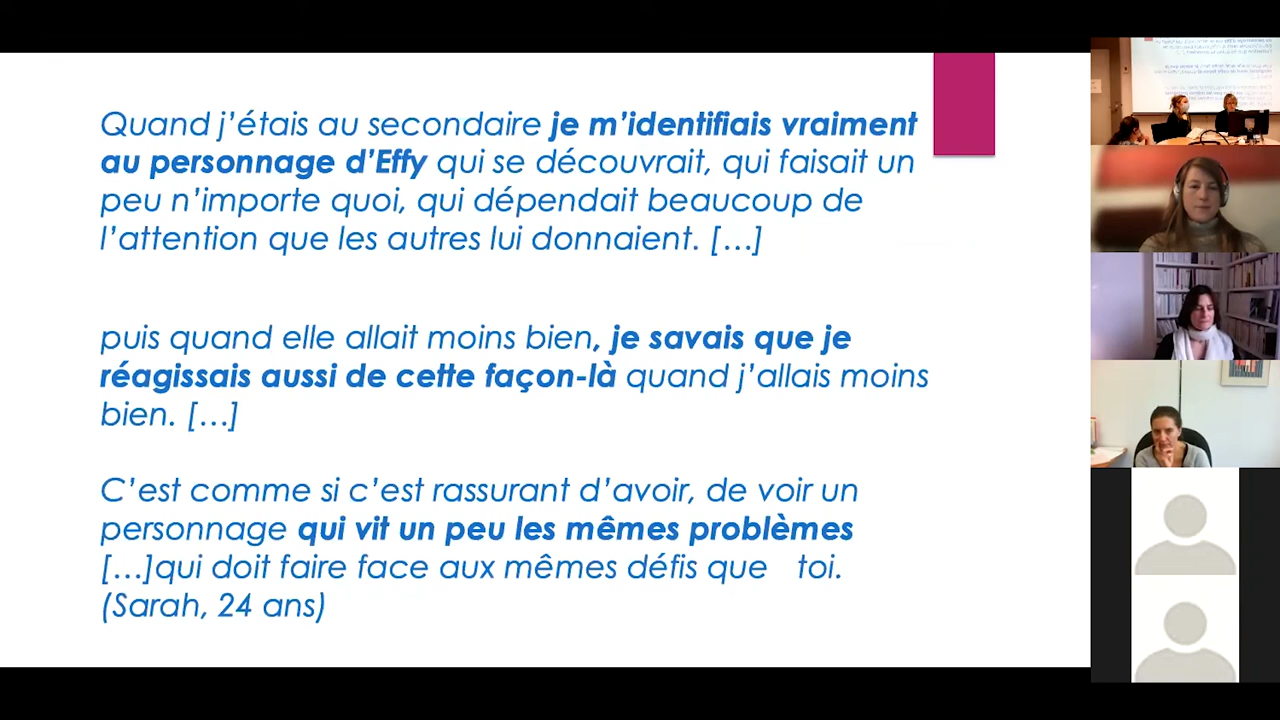 Quand j’étais au secondaire je m’identifiais vraiment
au personnage d’Effy qui se découvrait, qui faisait un
peu n’importe quoi, qui dépendait beaucoup de
l’attention que les autres lui donnaient. […]
puis quand elle allait moins bien, je savais que je
réagissais aussi de cette façon-là quand j’allais moins
bien. […]
C’est comme si c’est rassurant d’avoir, de voir un
personnage qui vit un peu les mêmes problèmes
[…]qui doit faire face aux mêmes défis que toi.
(Sarah, 24 ans)